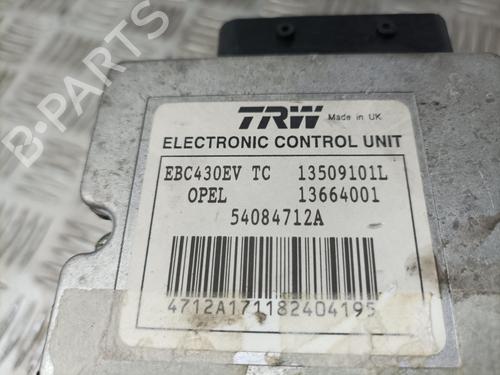 TRW Made in UK
ELECTRONIC CONTROL UNIT
EBC430EV TC 13509101L
OPEL 13664001
54084712A
4712A171182404195
B-PARTS